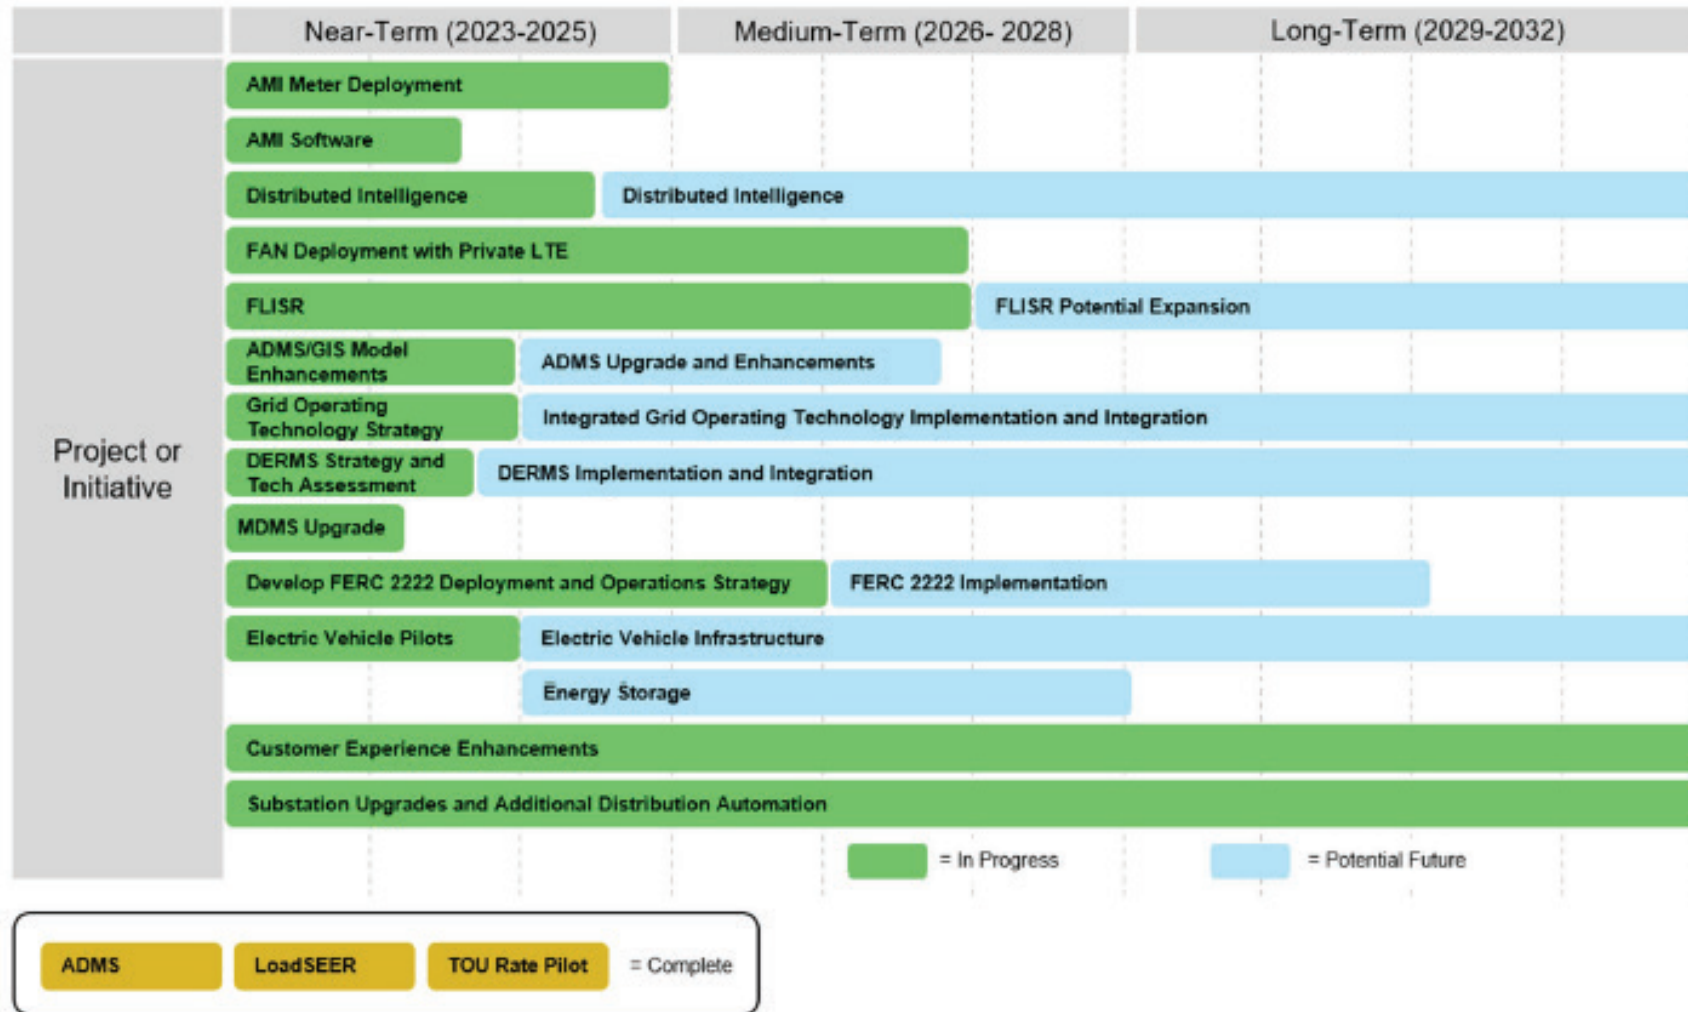 Near-Term (2023-2025)
Medium-Term (2026- 2028)
Long-Term (2029-2032)
Project or
Initiative
AMI Meter Deployment
AMI Software
Distributed Intelligence
Distributed Intelligence
FAN Deployment with Private LTE
FLISR
FLISR Potential Expansion
ADMS/GIS Model
Enhancements
ADMS Upgrade and Enhancements
Grid Operating
Technology Strategy
Integrated Grid Operating Technology Implementation and Integration
DERMS Strategy and
Tech Assessment
DERMS Implementation and Integration
MDMS Upgrade
Develop FERC 2222 Deployment and Operations Strategy
FERC 2222 Implementation
Electric Vehicle Pilots
Electric Vehicle Infrastructure
Energy Storage
Customer Experience Enhancements
Substation Upgrades and Additional Distribution Automation
= In Progress
= Potential Future
ADMS
LoadSEER
TOU Rate Pilot
= Complete